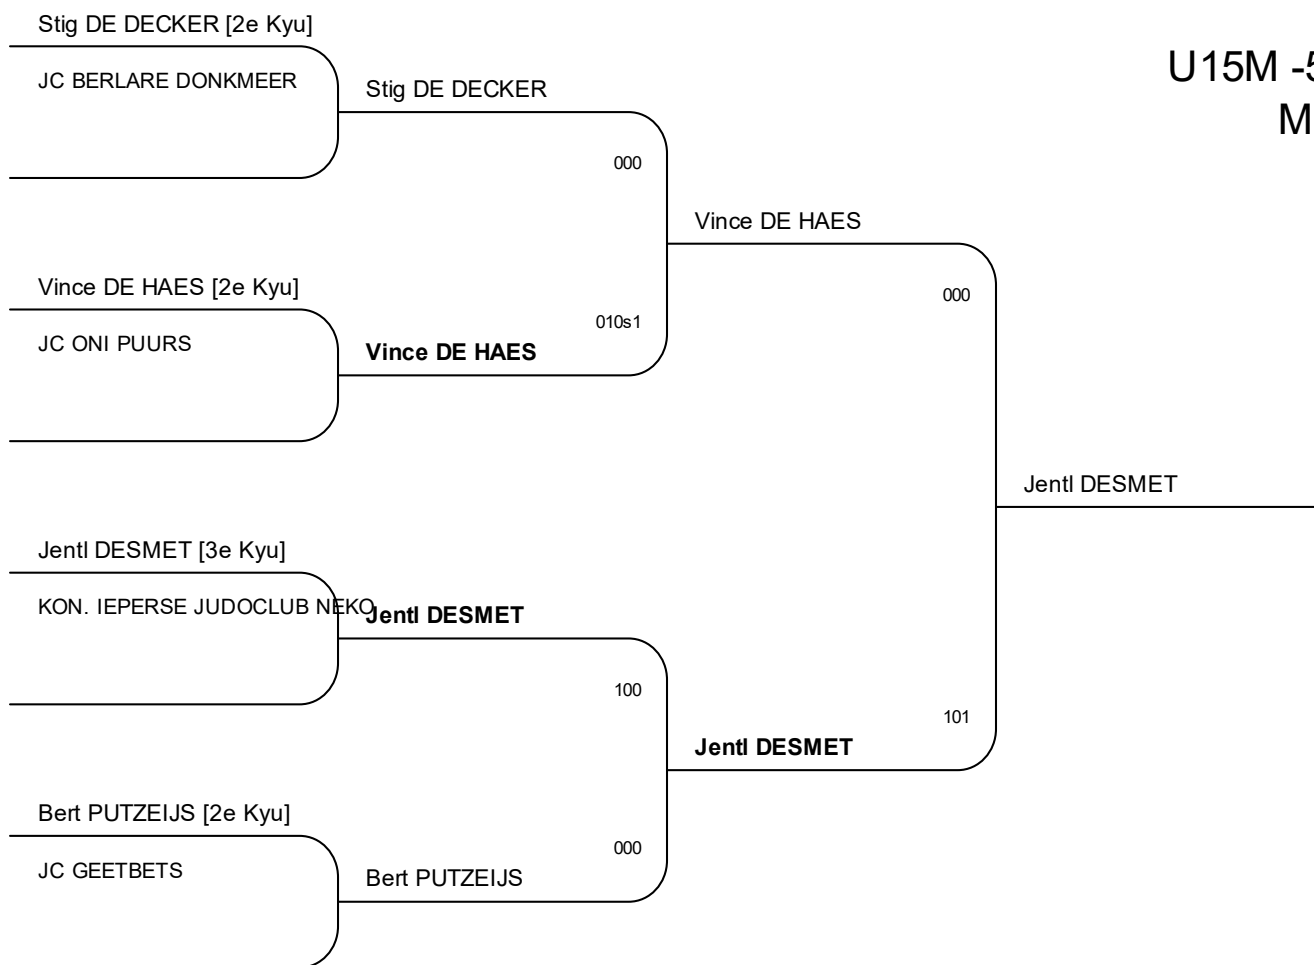 Stig DE DECKER [2e Kyu]
JC BERLARE DONKMEER
Stig DE DECKER
000
U15M -5
M
Vince DE HAES
000
Vince DE HAES [2e Kyu]
JC ONI PUURS
010s1
Vince DE HAES
Jentl DESMET
Jentl DESMET [3e Kyu]
KON. IEPERSE JUDOCLUB NEKO
Jentl DESMET
100
101
Jentl DESMET
Bert PUTZEIJS [2e Kyu]
JC GEETBETS
000
Bert PUTZEIJS